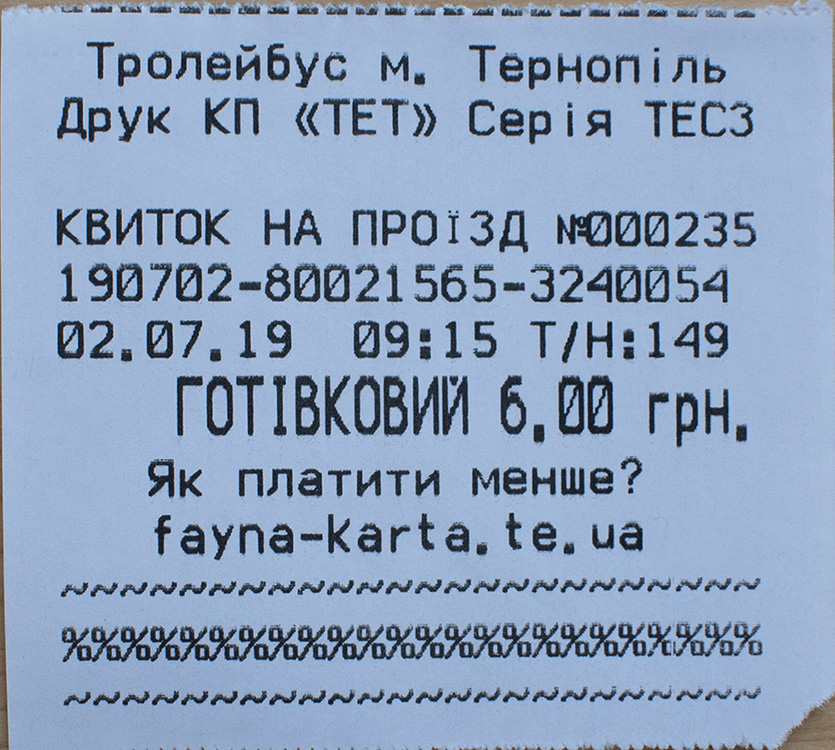 Тролейбус м. Тернопіль
Друк КП «ТЕТ» Серія ТЕСЗ
КВИТОК НА ПРОЇЗД №000235
190702-80021565-3240054
02.07.19 09:15 Т/Н:149
ГОТІВКОВИЙ 6.00 грн.
Як платити менше?
fayna-karta.te.ua
~~~~~~~~~~~~~~~~~~~~~~~~
%%%%%%%%%%%%%%%%%%%%%%%%
~~~~~~~~~~~~~~~~~~~~~~~~